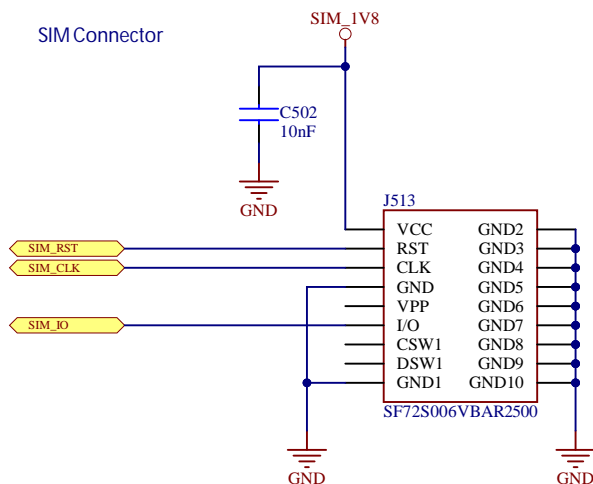 SIM_1V8
SIM Connector
C502
10nF
GND
J513
VCC GND2
SIM_RST RST GND3
SIM_CLK CLK GND4
GND GND5
VPP GND6
SIM_IO I/O GND7
CSW1 GND8
DSW1 GND9
GND1 GND10
SF72S006VBAR2500
GND GND